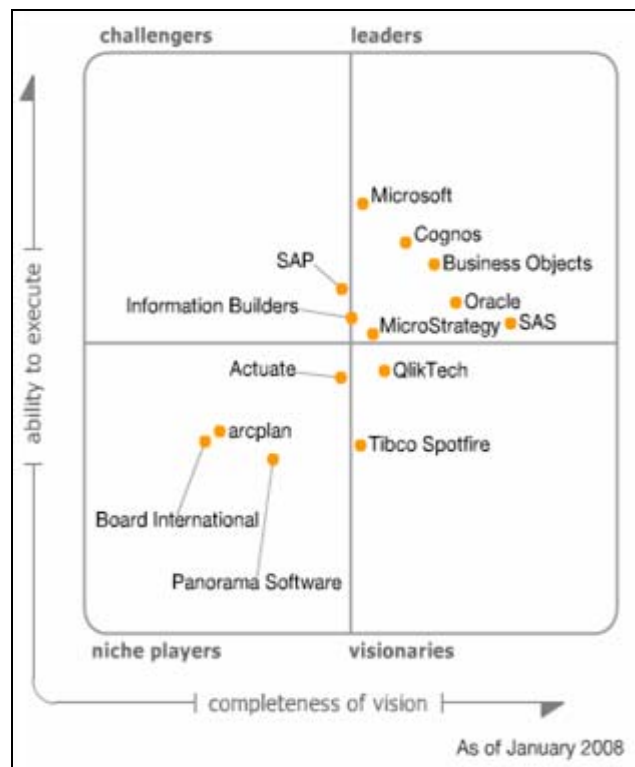 challengers
leaders
Microsoft
Cognos
SAP
Business Objects
Information Builders
Oracle
MicroStrategy
SAS
Actuate
QlikTech
arcplan
Tibco Spotfire
Board International
Panorama Software
niche players
visionaries
ability to execute
completeness of vision
As of January 2008